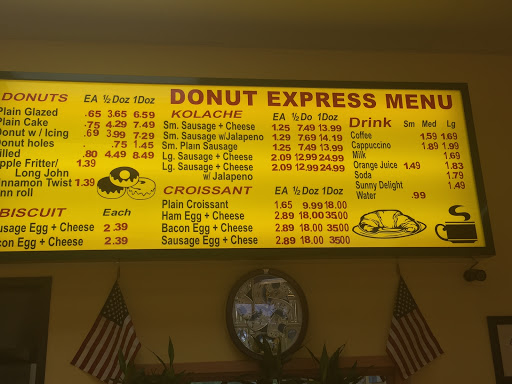 DONUT EXPRESS MENU
DONUTS EA ½ Doz 1Doz
Plain Glazed .65 3.65 6.59
Plain Cake .75 4.29 7.49
Donut w / Icing .69 3.99 7.29
Donut holes .75 1.45
Filled .80 4.49 8.49
Apple Fritter/ 1.39
Long John
Cinnamon Twist 1.39
nn roll
BISCUIT Each
usage Egg + Cheese 2.39
con Egg + Cheese 2.39
KOLACHE EA ½ Do 1Doz
Sm. Sausage + Cheese 1.25 7.49 13.99
Sm. Sausage w/Jalapeno 1.29 7.69 14.19
Sm. Plain Sausage 1.25 7.49 13.99
Lg. Sausage + Cheese 2.09 12.99 24.99
Lg. Sausage + Cheese 2.09 12.99 24.99
w/ Jalapeno
CROISSANT EA ½ Doz 1Doz
Plain Croissant 1.65 9.99 18.00
Ham Egg + Cheese 2.89 18.00 35.00
Bacon Egg + Cheese 2.89 18.00 35.00
Sausage Egg + Chese 2.89 18.00 35.00
Drink Sm Med Lg
Coffee 1.59 1.69
Cappuccino 1.89 1.99
Milk 1.69
Orange Juice 1.49 1.83
Soda 1.79
Sunny Delight 1.49
Water .99